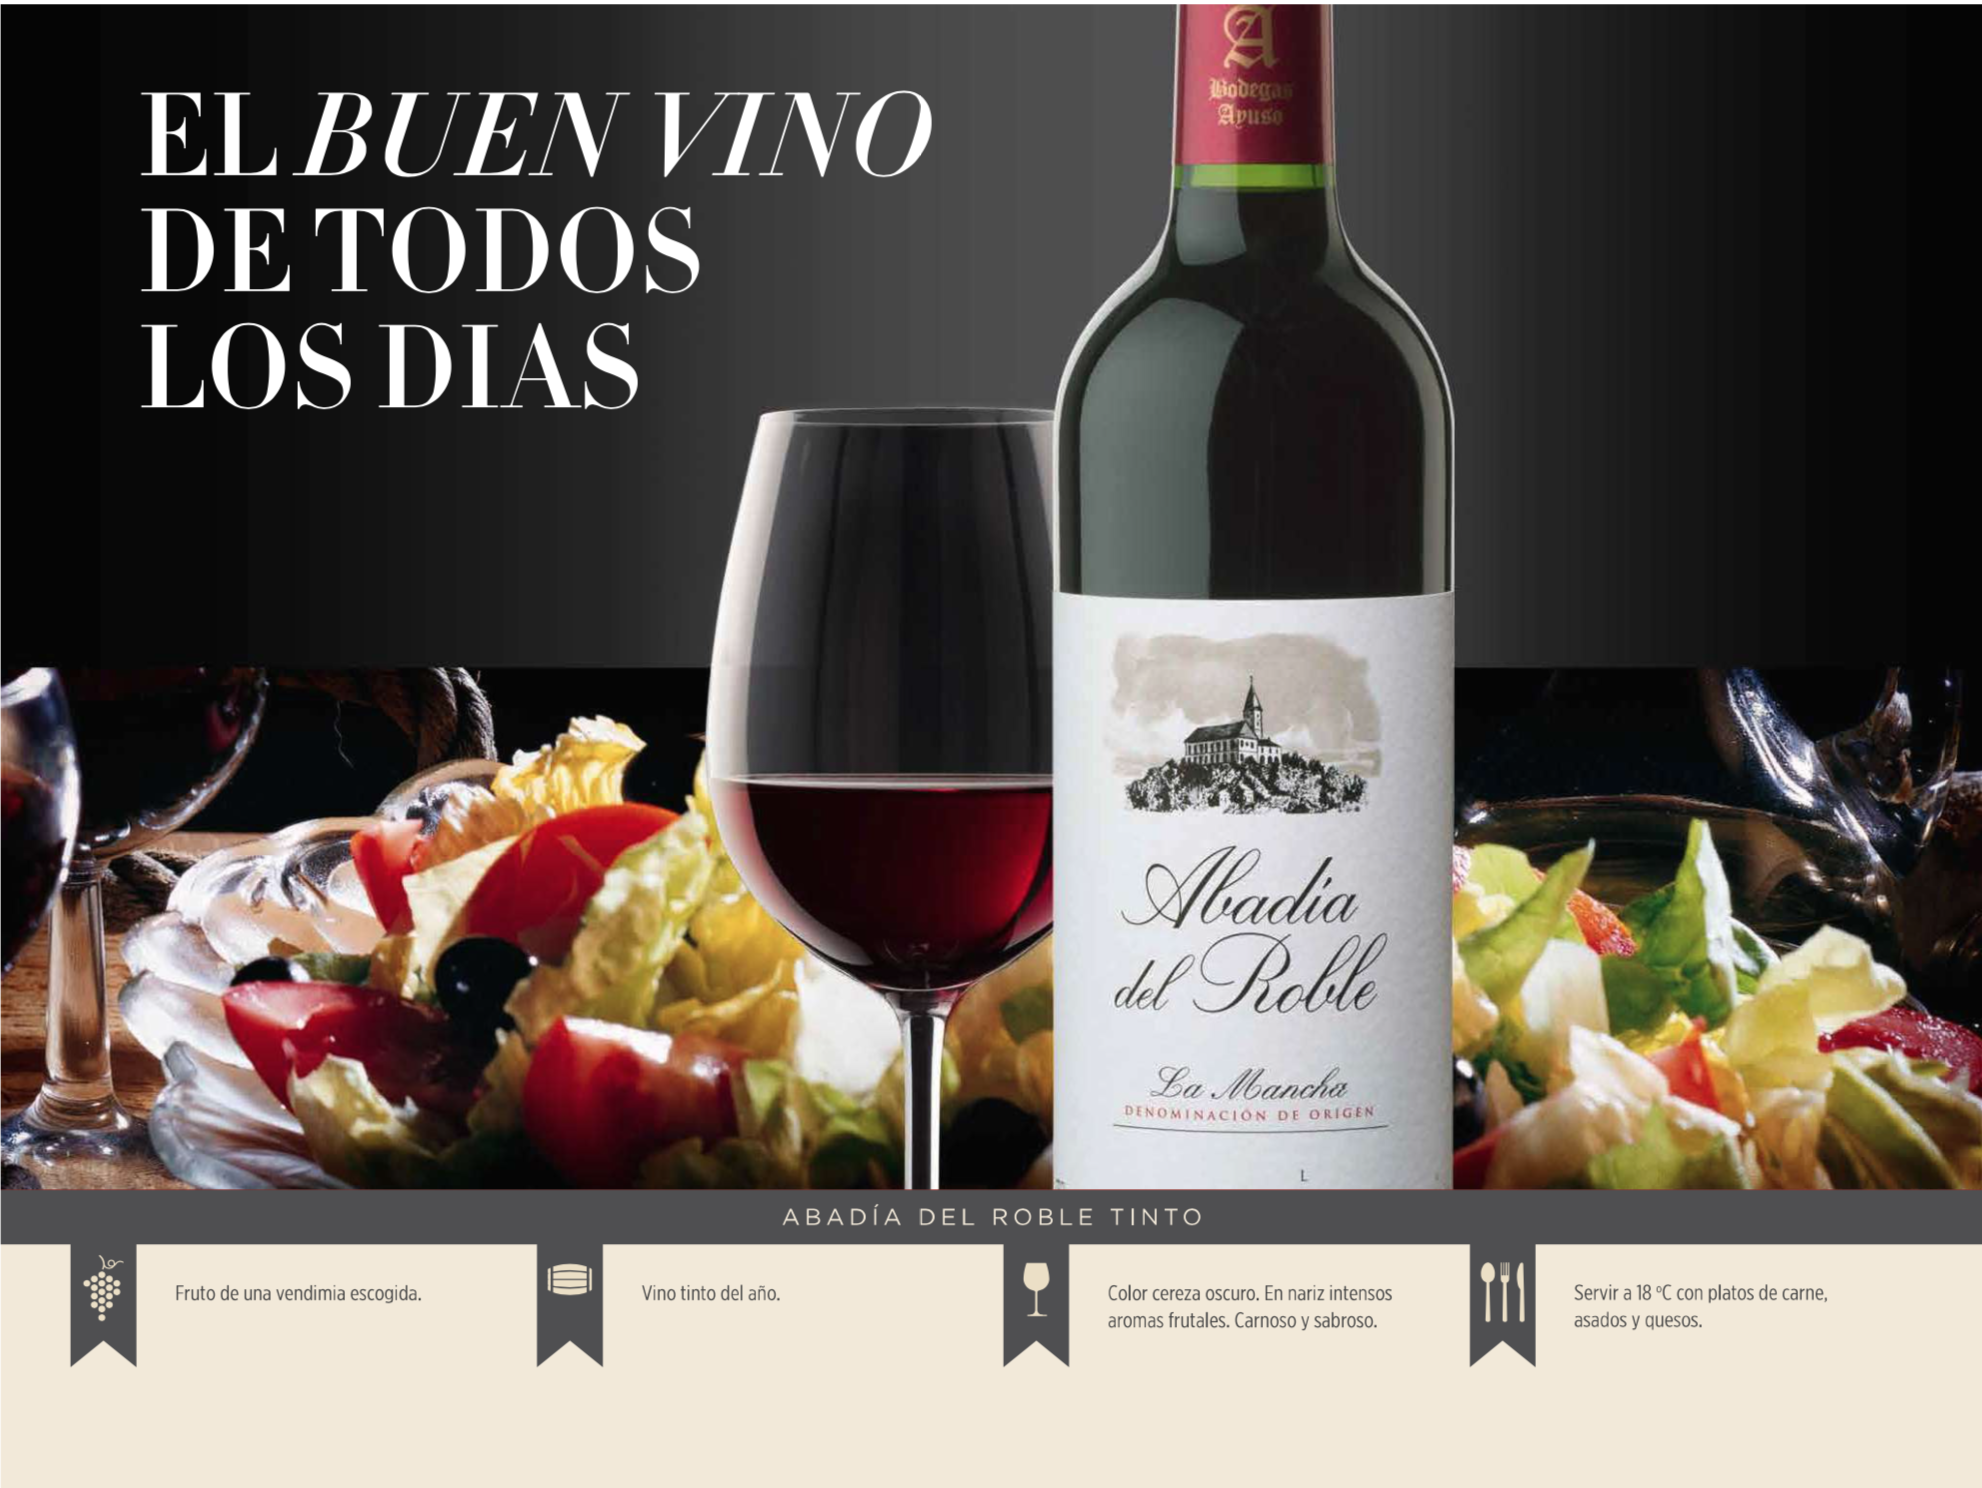 EL BUEN VINO
DE TODOS
LOS DIAS
A
Bodegas
Ayuso
Abadía
del Roble
La Mancha
DENOMINACIÓN DE ORIGEN
L
ABADÍA DEL ROBLE TINTO
Fruto de una vendimia escogida.
Vino tinto del año.
Color cereza oscuro. En nariz intensos
aromas frutales. Carnoso y sabroso.
Servir a 18 ºC con platos de carne,
asados y quesos.